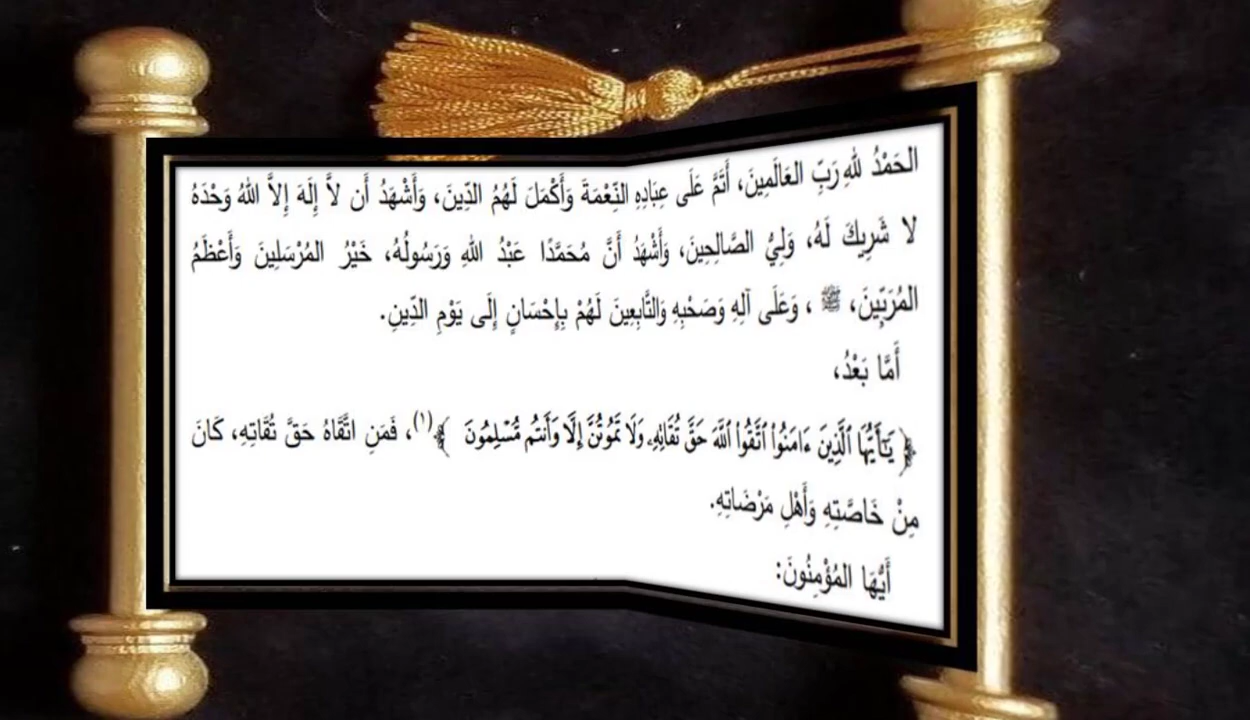 الحَمْدُ للهِ رَبِّ العَالَمِينَ، أَتَمَّ عَلَى عِبَادِهِ النِّعْمَةَ وَأَكْمَلَ لَهُمُ الدِّينَ، وَأَشْهَدُ أَن لاَّ إِلَهَ إِلاَّ اللهُ وَحْدَهُ
لا شَرِيكَ لَهُ، وَلِيُّ الصَّالِحِينَ، وَأَشْهَدُ أَنَّ مُحَمَّدًا عَبْدُ اللهِ وَرَسُولُهُ، خَيْرُ المُرْسَلِينَ وَأَعْظَمُ
المُرَبِّينَ، ﷺ ، وَعَلَى آلِهِ وَصَحْبِهِ وَالتَّابِعِينَ لَهُمْ بِإِحْسَانٍ إِلَى يَوْمِ الدِّينِ.
أَمَّا بَعْدُ،
﴿ يَٰٓأَيُّهَا ٱلَّذِينَ ءَامَنُوا۟ ٱتَّقُوا۟ ٱللَّهَ حَقَّ تُقَاتِهِۦ وَلَا تَمُوتُنَّ إِلَّا وَأَنتُم مُّسْلِمُونَ ﴾(١)، فَمَنِ اتَّقَاهُ حَقَّ تُقَاتِهِ، كَانَ
مِنْ خَاصَّتِهِ وَأَهْلِ مَرْضَاتِهِ.
أَيُّهَا المُؤْمِنُونَ: